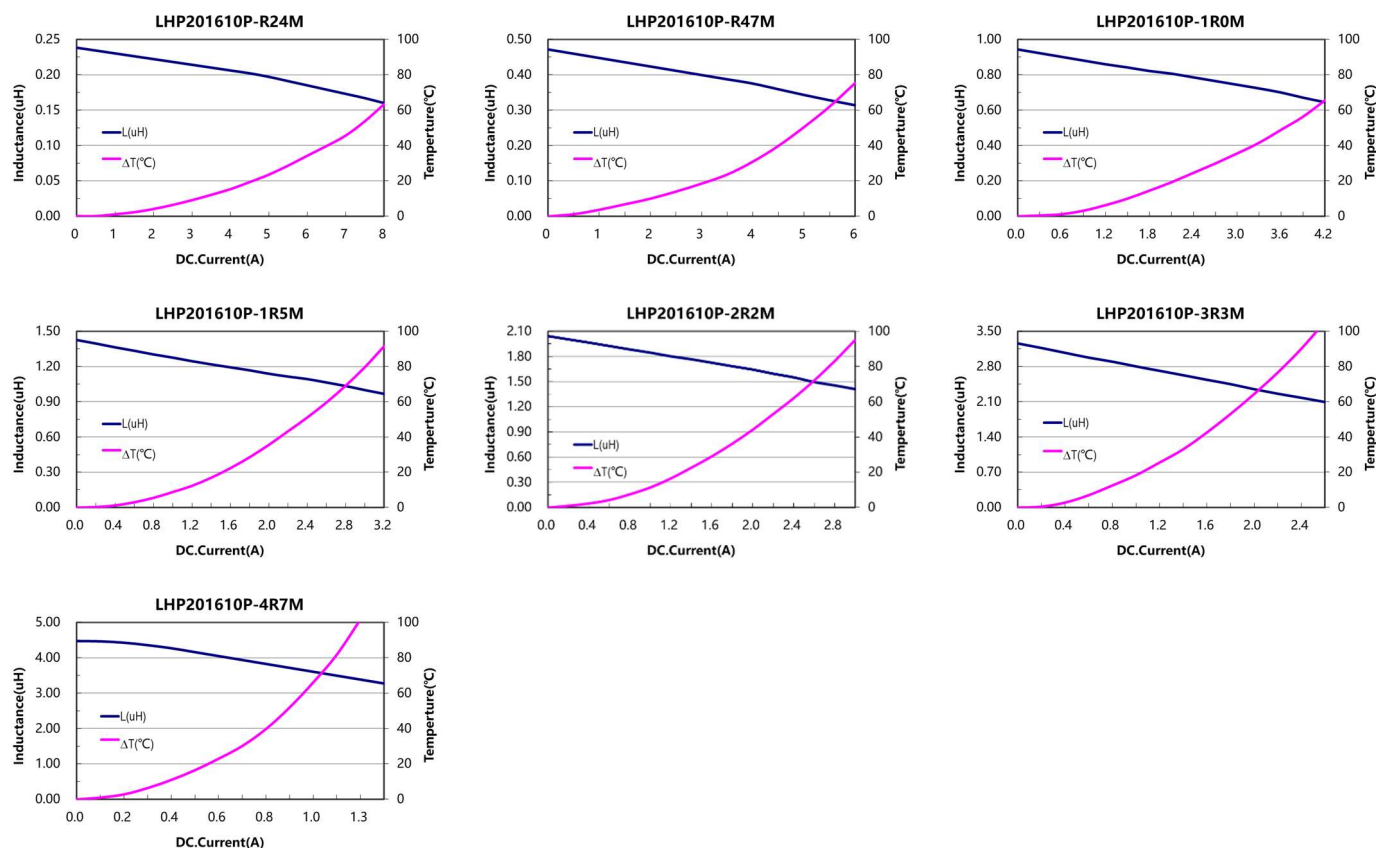 LHP201610P-R24M
Inductance(uH)
0.25
0.20
0.15
0.10
0.05
0.00
L(uH)
ΔT(℃)
100
80
60
40
20
0
Temperture(℃)
0 1 2 3 4 5 6 7 8
DC.Current(A)
LHP201610P-R47M
Inductance(uH)
0.50
0.40
0.30
0.20
0.10
0.00
L(uH)
ΔT(℃)
100
80
60
40
20
0
Temperture(℃)
0 1 2 3 4 5 6
DC.Current(A)
LHP201610P-1R0M
Inductance(uH)
1.00
0.80
0.60
0.40
0.20
0.00
L(uH)
ΔT(℃)
100
80
60
40
20
0
Temperture(℃)
0.0 0.6 1.2 1.8 2.4 3.0 3.6 4.2
DC.Current(A)
LHP201610P-1R5M
Inductance(uH)
1.50
1.20
0.90
0.60
0.30
0.00
L(uH)
ΔT(℃)
100
80
60
40
20
0
Temperture(℃)
0.0 0.4 0.8 1.2 1.6 2.0 2.4 2.8 3.2
DC.Current(A)
LHP201610P-2R2M
Inductance(uH)
2.10
1.80
1.50
1.20
0.90
0.60
0.30
0.00
L(uH)
ΔT(℃)
100
80
60
40
20
0
Temperture(℃)
0.0 0.4 0.8 1.2 1.6 2.0 2.4 2.8
DC.Current(A)
LHP201610P-3R3M
Inductance(uH)
3.50
2.80
2.10
1.40
0.70
0.00
L(uH)
ΔT(℃)
100
80
60
40
20
0
Temperture(℃)
0.0 0.4 0.8 1.2 1.6 2.0 2.4
DC.Current(A)
LHP201610P-4R7M
Inductance(uH)
5.00
4.00
3.00
2.00
1.00
0.00
L(uH)
ΔT(℃)
100
80
60
40
20
0
Temperture(℃)
0.0 0.2 0.4 0.6 0.8 1.0 1.3
DC.Current(A)